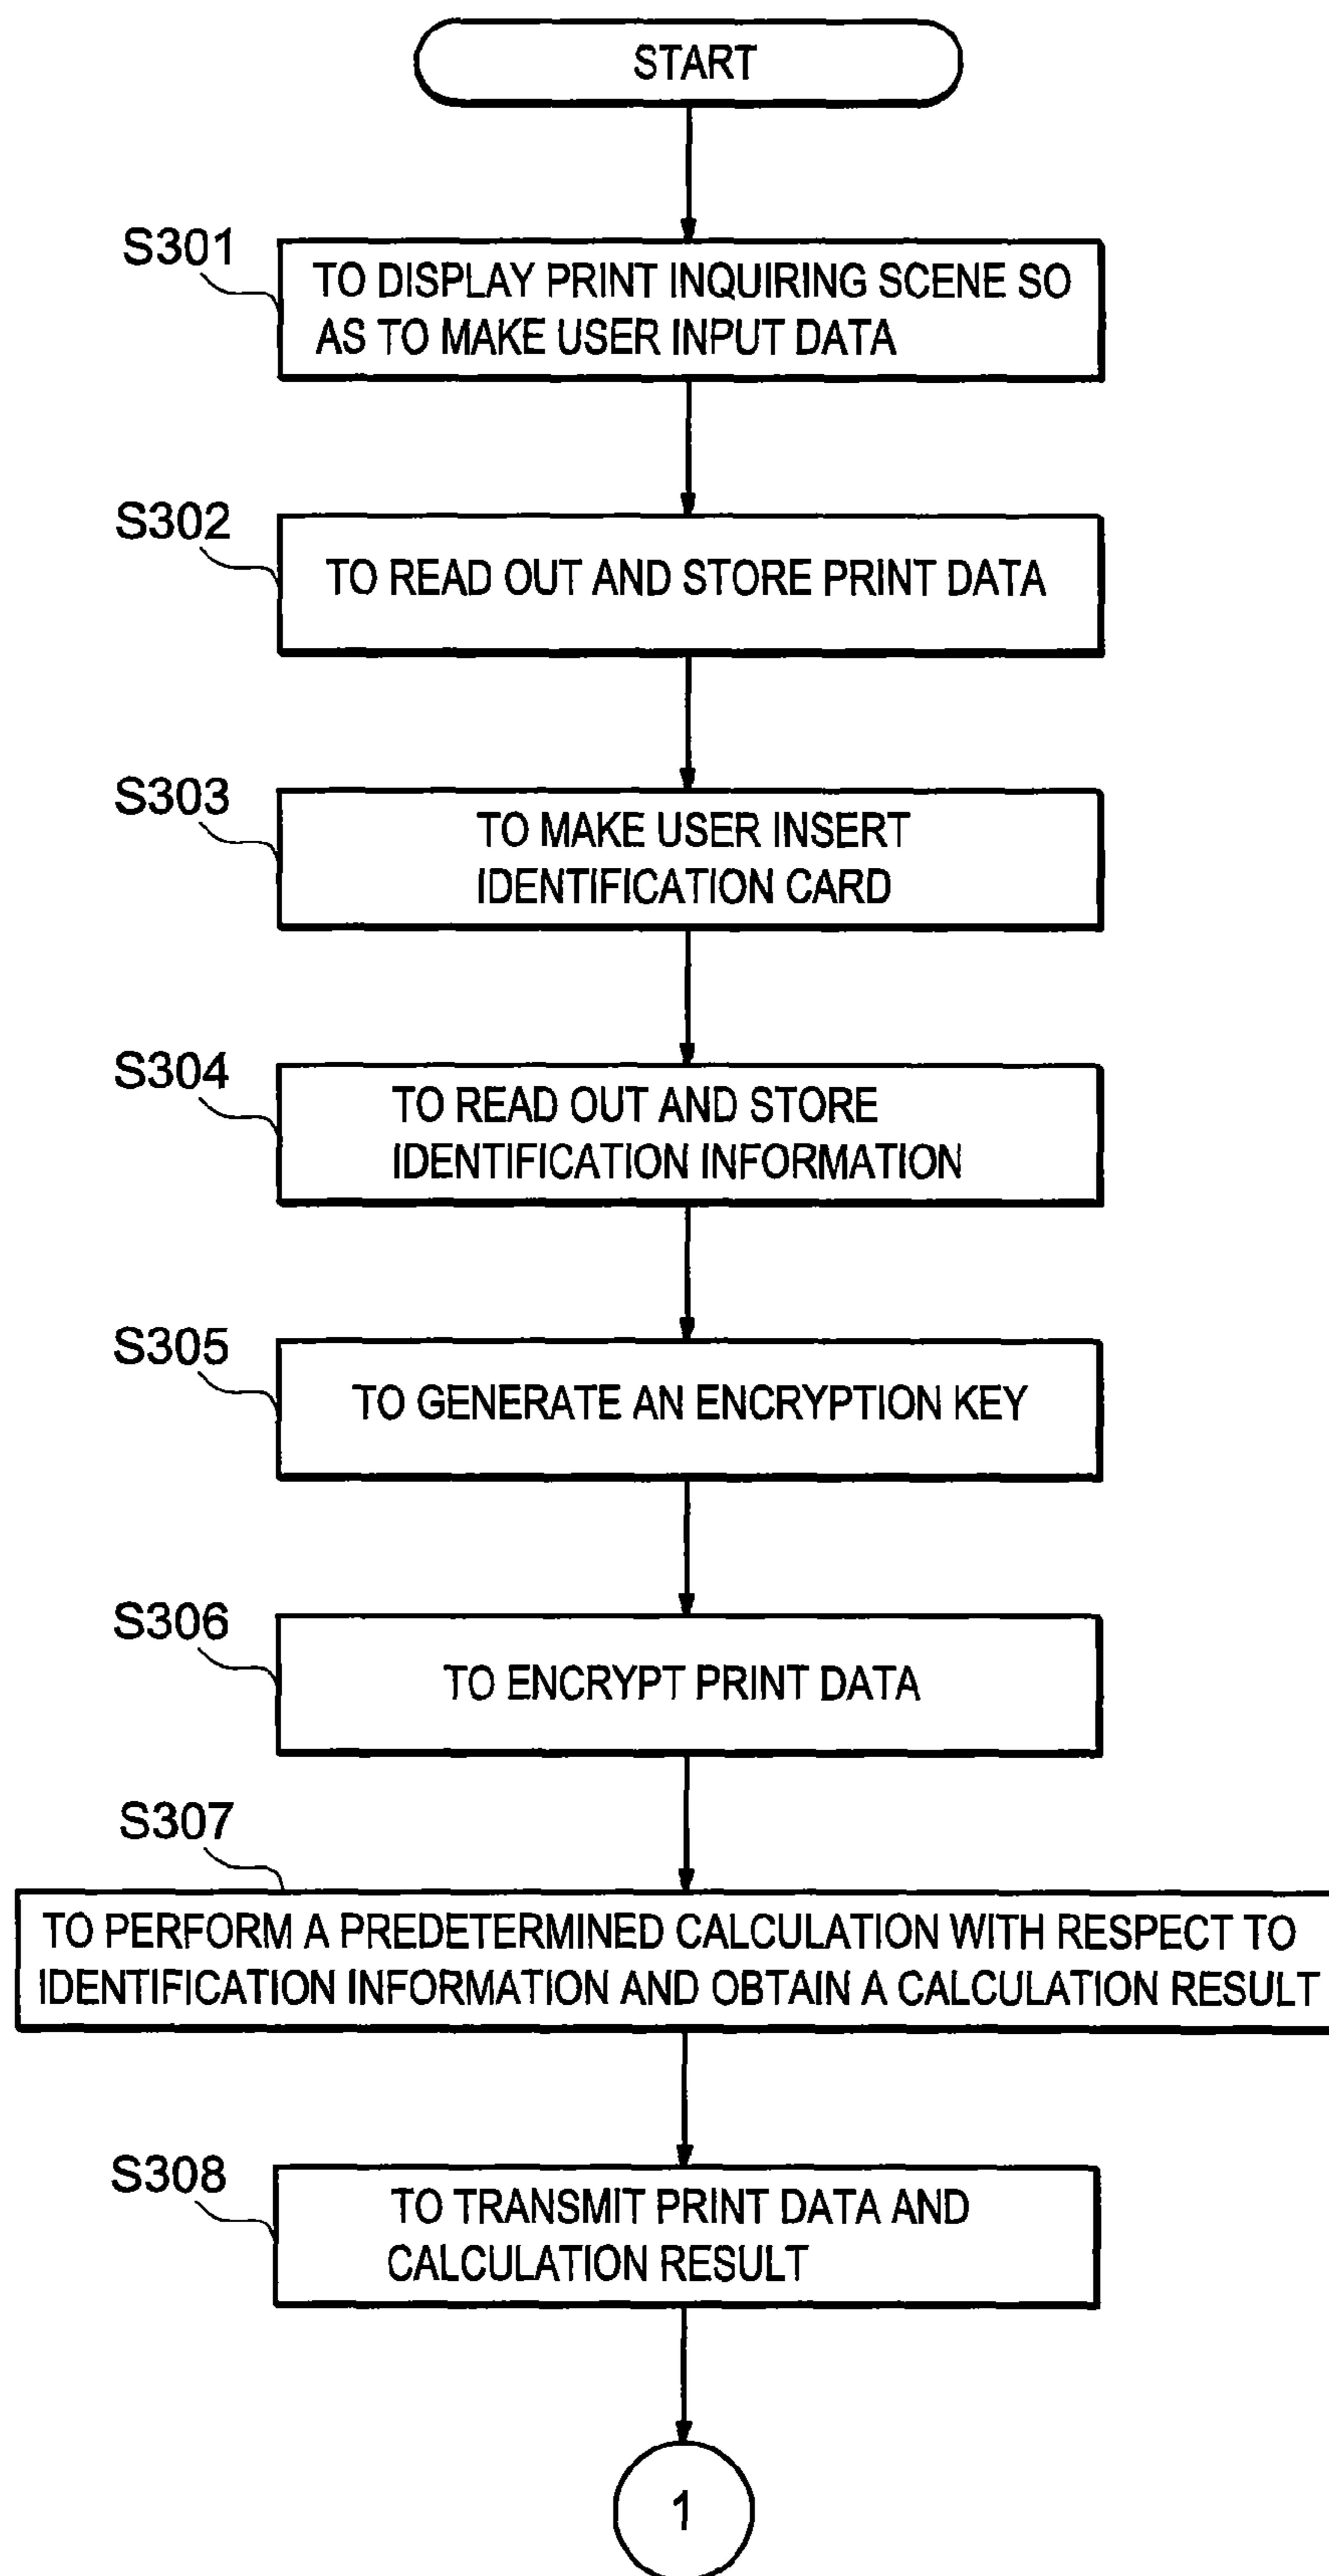 START
S301
TO DISPLAY PRINT INQUIRING SCENE SO
AS TO MAKE USER INPUT DATA
S302
TO READ OUT AND STORE PRINT DATA
S303
TO MAKE USER INSERT
IDENTIFICATION CARD
S304
TO READ OUT AND STORE
IDENTIFICATION INFORMATION
S305
TO GENERATE AN ENCRYPTION KEY
S306
TO ENCRYPT PRINT DATA
S307
TO PERFORM A PREDETERMINED CALCULATION WITH RESPECT TO
IDENTIFICATION INFORMATION AND OBTAIN A CALCULATION RESULT
S308
TO TRANSMIT PRINT DATA AND
CALCULATION RESULT
1